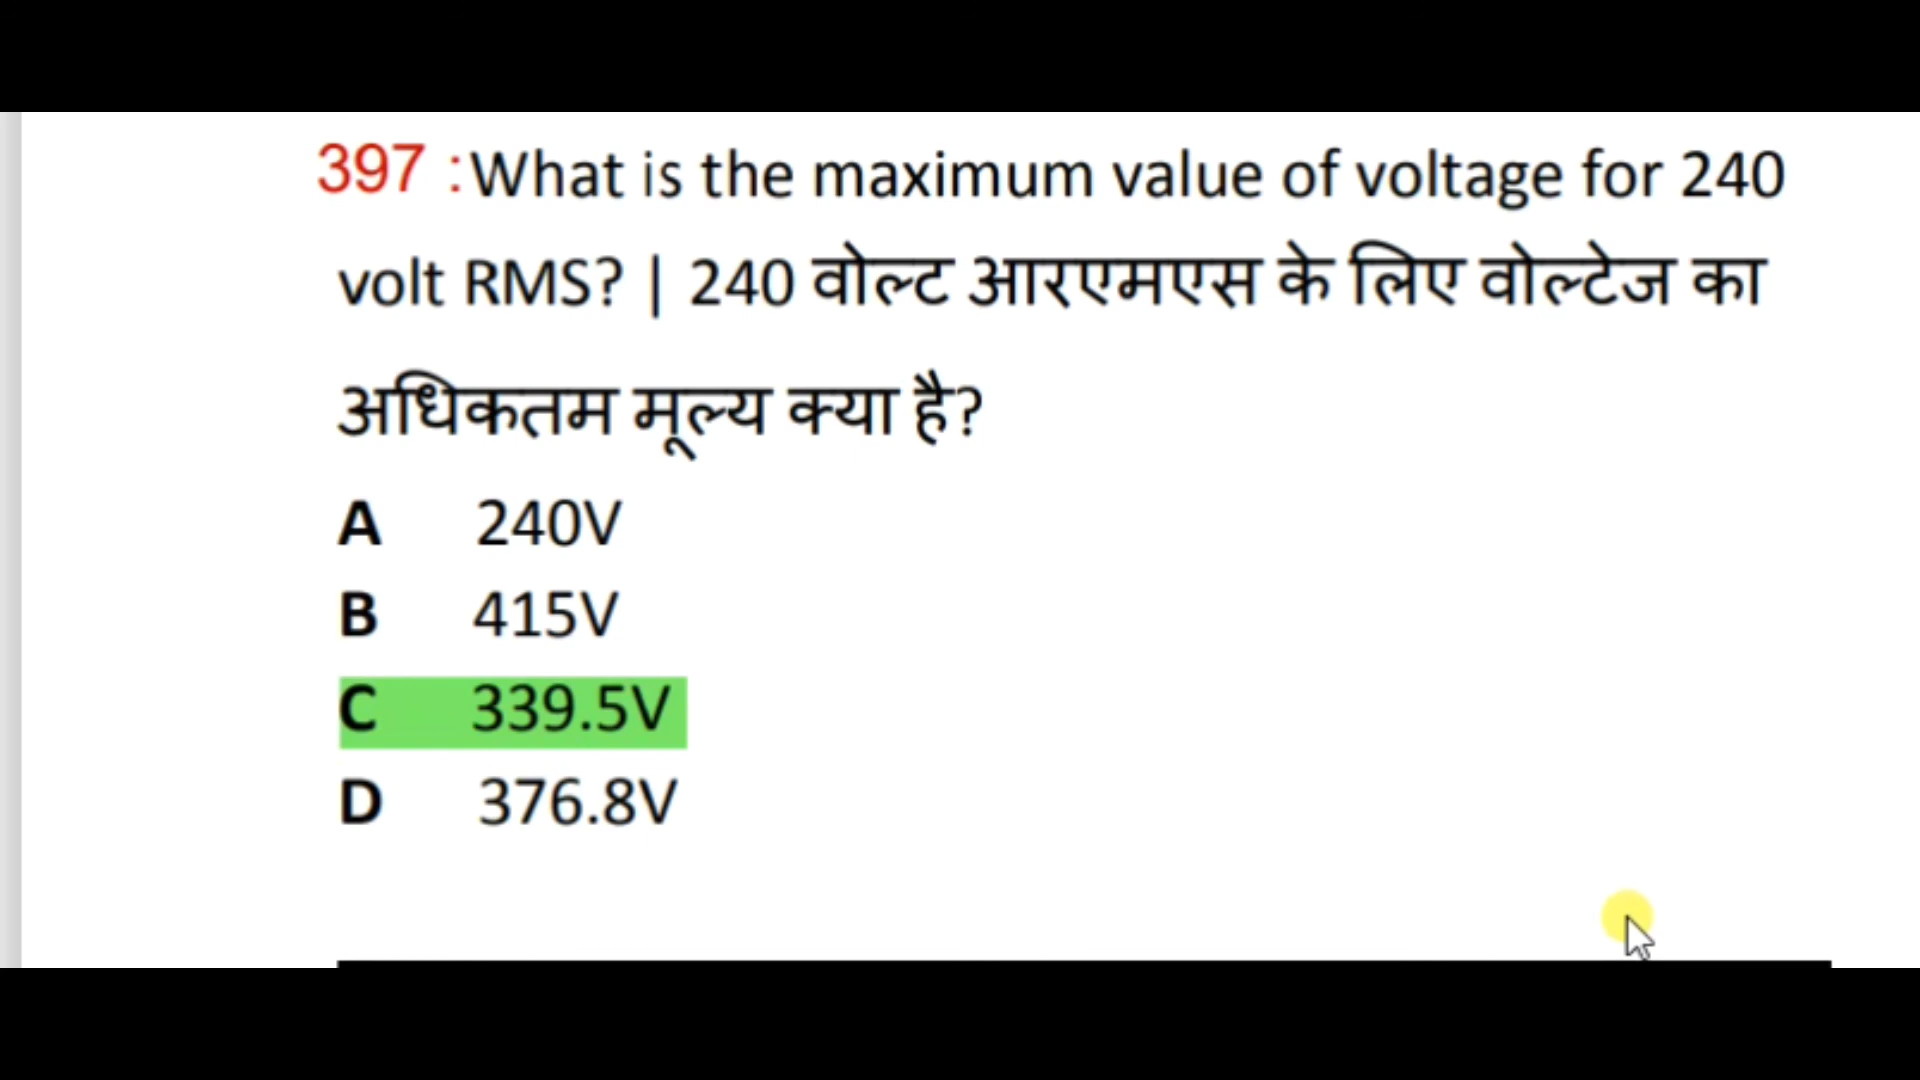 397 :What is the maximum value of voltage for 240
volt RMS? | 240 वोल्ट आरएमएस के लिए वोल्टेज का
अधिकतम मूल्य क्या है?
A 240V
B 415V
C 339.5V
D 376.8V